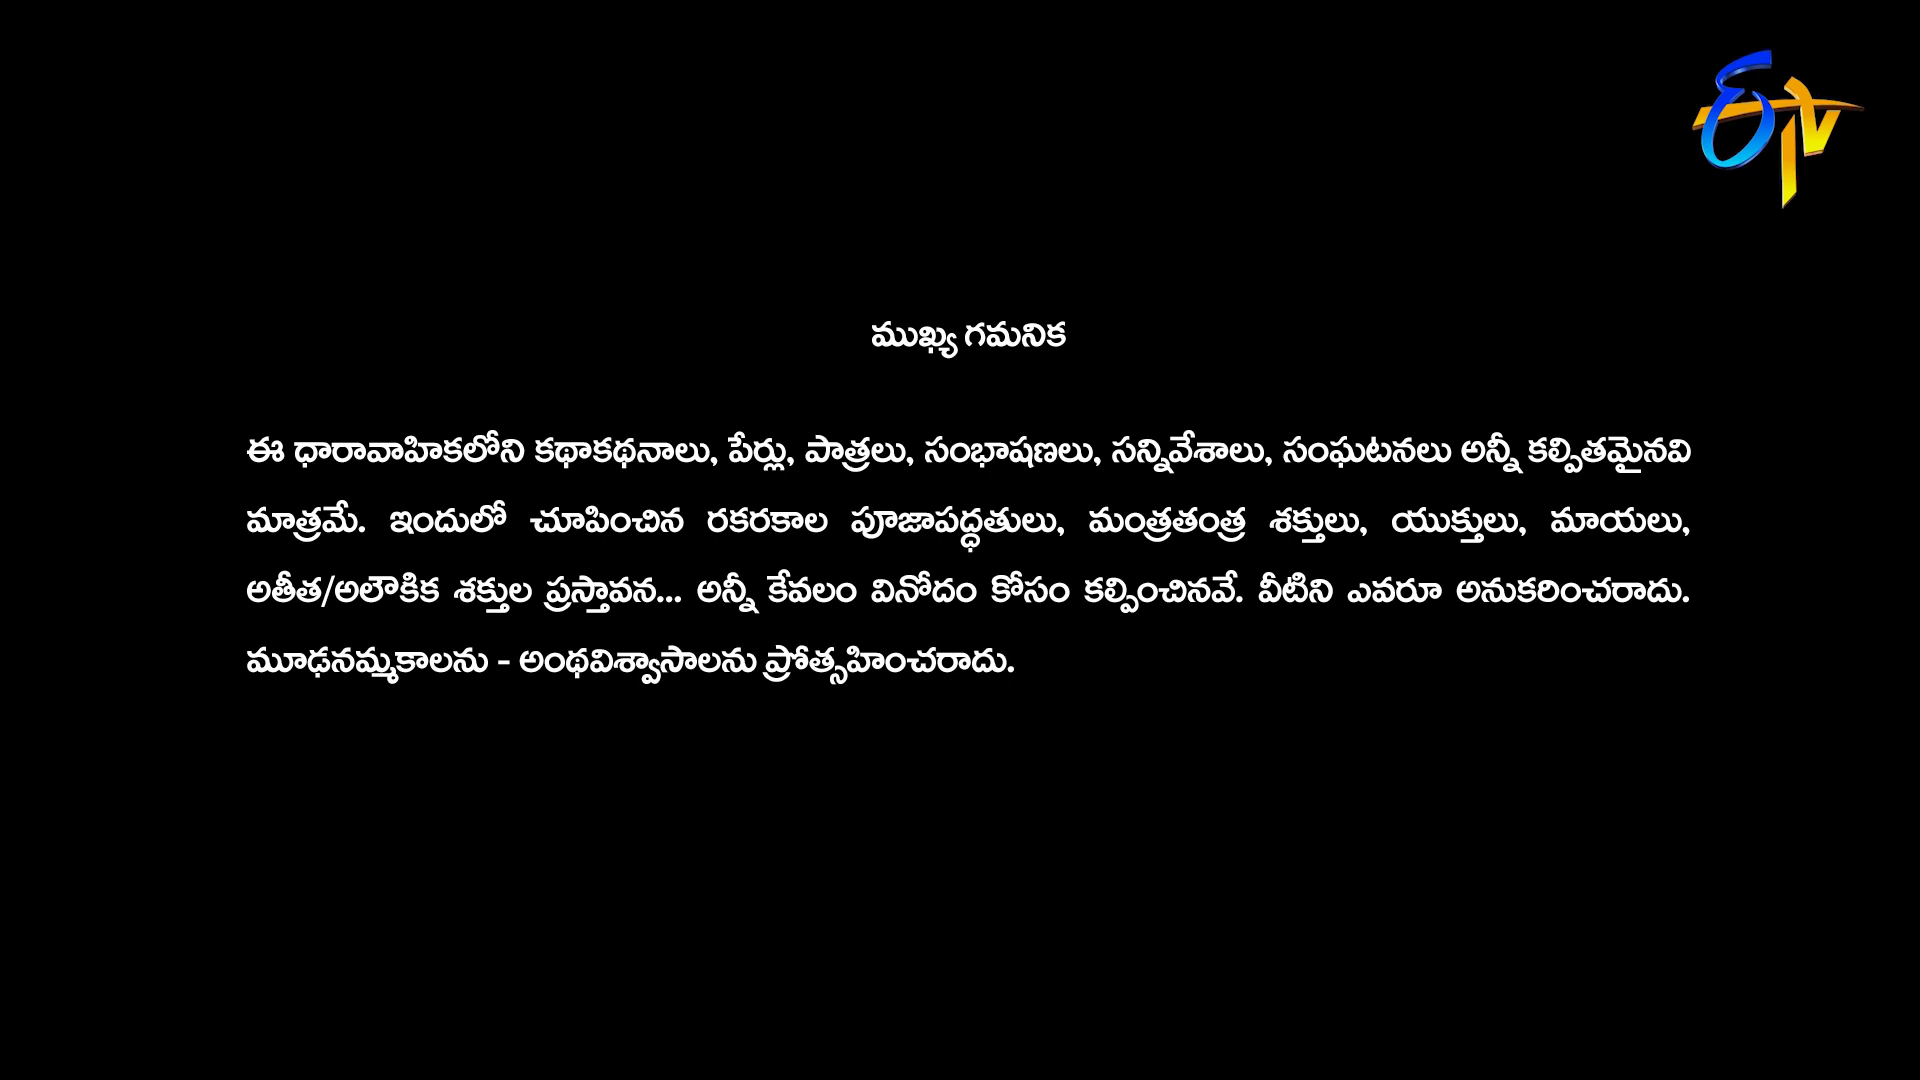 ఈTV
ముఖ్య గమనిక
ఈ ధారావాహికలోని కథాకథనాలు, పేర్లు, పాత్రలు, సంభాషణలు, సన్నివేశాలు, సంఘటనలు అన్నీ కల్పితమైనవి
మాత్రమే. ఇందులో చూపించిన రకరకాల పూజాపద్ధతులు, మంత్రతంత్ర శక్తులు, యుక్తులు, మాయలు,
అతీత/అలౌకిక శక్తుల ప్రస్తావన... అన్నీ కేవలం వినోదం కోసం కల్పించినవే. వీటిని ఎవరూ అనుకరించరాదు.
మూఢనమ్మకాలను - అంథవిశ్వాసాలను ప్రోత్సహించరాదు.